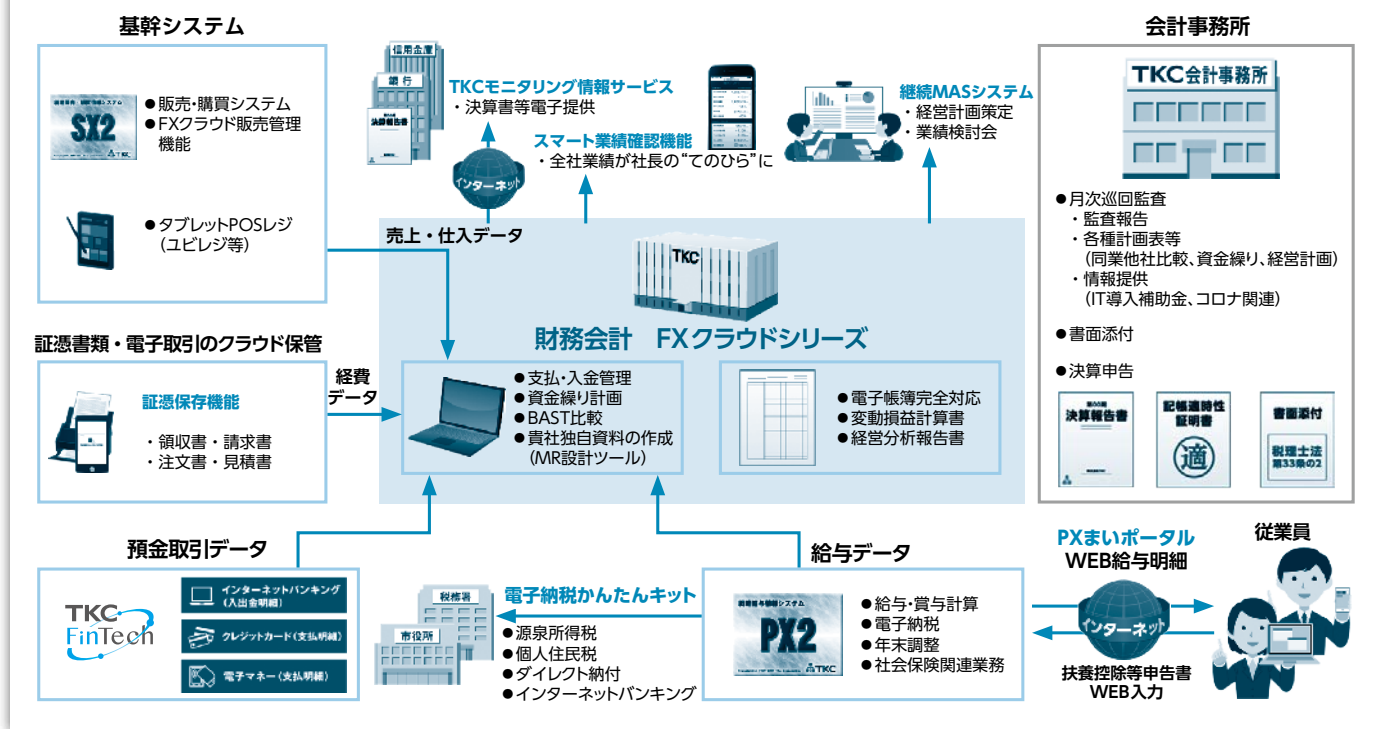 基幹システム
SX2
TKC
●販売・購買システム
●FXクラウド販売管理
機能
●タブレットPOSレジ
(ユビレジ等)
信用金庫
銀行
決算報告書
TKCモニタリング情報サービス
・決算書等電子提供
インターネット
スマート業績確認機能
・全社業績が社長の“てのひら”に
継続MASシステム
・経営計画策定
・業績検討会
会計事務所
TKC会計事務所
●月次巡回監査
・監査報告
・各種計画表等
(同業他社比較、資金繰り、経営計画)
・情報提供
(IT導入補助金、コロナ関連)
●書面添付
●決算申告
決算報告書
記帳適時性
証明書
適
書面添付
税理士法
第33条の2
売上・仕入データ
TKC
財務会計 FXクラウドシリーズ
●支払・入金管理
●資金繰り計画
●BAST比較
●貴社独自資料の作成
(MR設計ツール)
●電子帳簿完全対応
●変動損益計算書
●経営分析報告書
証憑書類・電子取引のクラウド保管
証憑保存機能
・領収書・請求書
・注文書・見積書
経費
データ
預金取引データ
TKC
FinTech
インターネットバンキング
(入出金明細)
クレジットカード(支払明細)
電子マネー(支払明細)
税務署
市役所
電子納税かんたんキット
●源泉所得税
●個人住民税
●ダイレクト納付
●インターネットバンキング
給与データ
戦略給与情報システム
PX2
TKC
●給与・賞与計算
●電子納税
●年末調整
●社会保険関連業務
PXまいポータル
WEB給与明細
インターネット
扶養控除等申告書
WEB入力
従業員